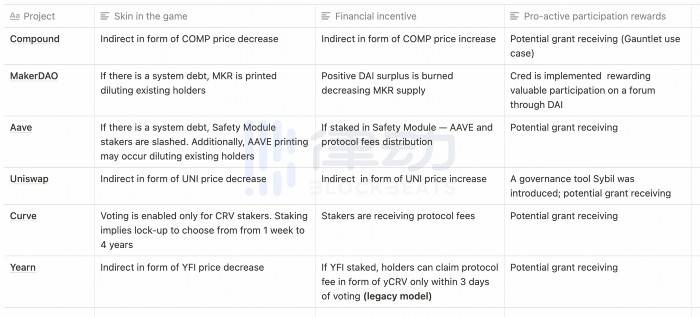 Aa Project Skin in the game Financial incentive Pro-active participation rewards
Compound Indirect in form of COMP price decrease Indirect in form of COMP price increase Potential grant receiving (Gauntlet use
case)
MakerDAO If there is a system debt, MKR is printed Positive DAI surplus is burned Cred is implemented rewarding
diluting existing holders decreasing MKR supply valuable participation on a forum
through DAI
Aave If there is a system debt, Safety Module If staked in Safety Module — AAVE and Potential grant receiving
stakers are slashed. Additionally, AAVE printing protocol fees distribution
may occur diluting existing holders
Uniswap Indirect in form of UNI price decrease Indirect in form of UNI price increase A governance tool Sybil was
introduced; potential grant receiving
Curve Voting is enabled only for CRV stakers. Staking Stakers are receiving protocol fees Potential grant receiving
implies lock-up to choose from from 1 week to
4 years
Yearn Indirect in form of YFI price decrease If YFI staked, holders can claim protocol Potential grant receiving
fee in form of yCRV only within 3 days
of voting (legacy model)
律动
BLOCKBEATS